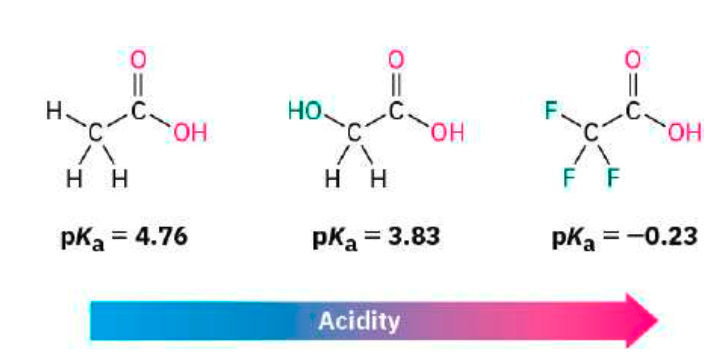 O O O
H C HO C F C
C OH C OH C OH
H H H H F F
pKa = 4.76 pKa = 3.83 pKa = −0.23
Acidity